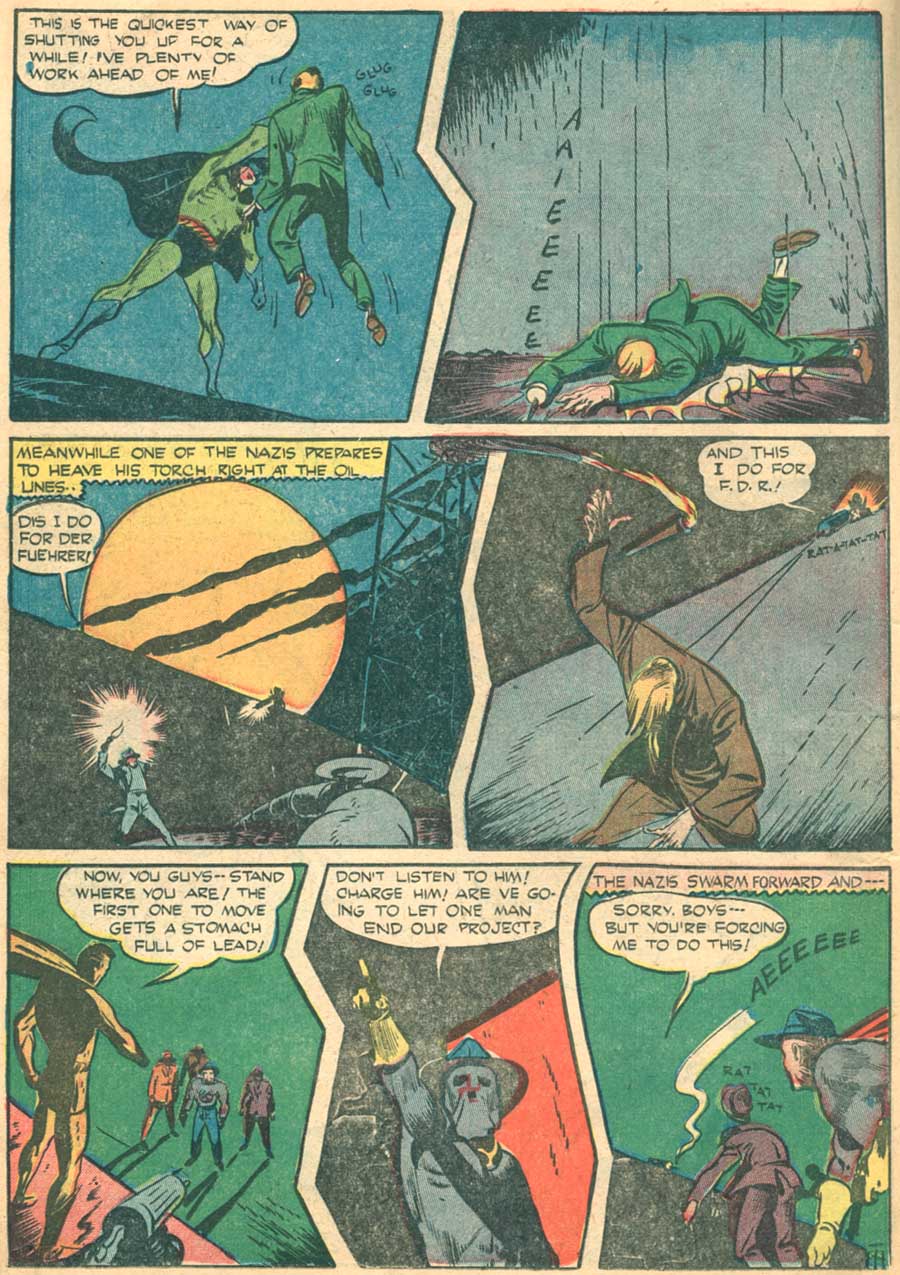 THIS IS THE QUICKEST WAY OF
SHUTTING YOU UP FOR A
WHILE! I'VE PLENTY OF
WORK AHEAD OF ME!
GLUG
GLUG
AAIEEEEEE
CRACK
MEANWHILE ONE OF THE NAZIS PREPARES
TO HEAVE HIS TORCH RIGHT AT THE OIL
LINES..
DIS I DO
FOR DER
FUEHRER!
AND THIS
I DO FOR
F.D.R.!
RAT-A-TAT-TAT
NOW, YOU GUYS-- STAND
WHERE YOU ARE! THE
FIRST ONE TO MOVE
GETS A STOMACH
FULL OF LEAD!
DON'T LISTEN TO HIM!
CHARGE HIM! ARE VE GO-
ING TO LET ONE MAN
END OUR PROJECT?
THE NAZIS SWARM FORWARD AND---
SORRY, BOYS---
BUT YOU'RE FORCING
ME TO DO THIS!
AEEEEEEE
RAT
TAT
TAT